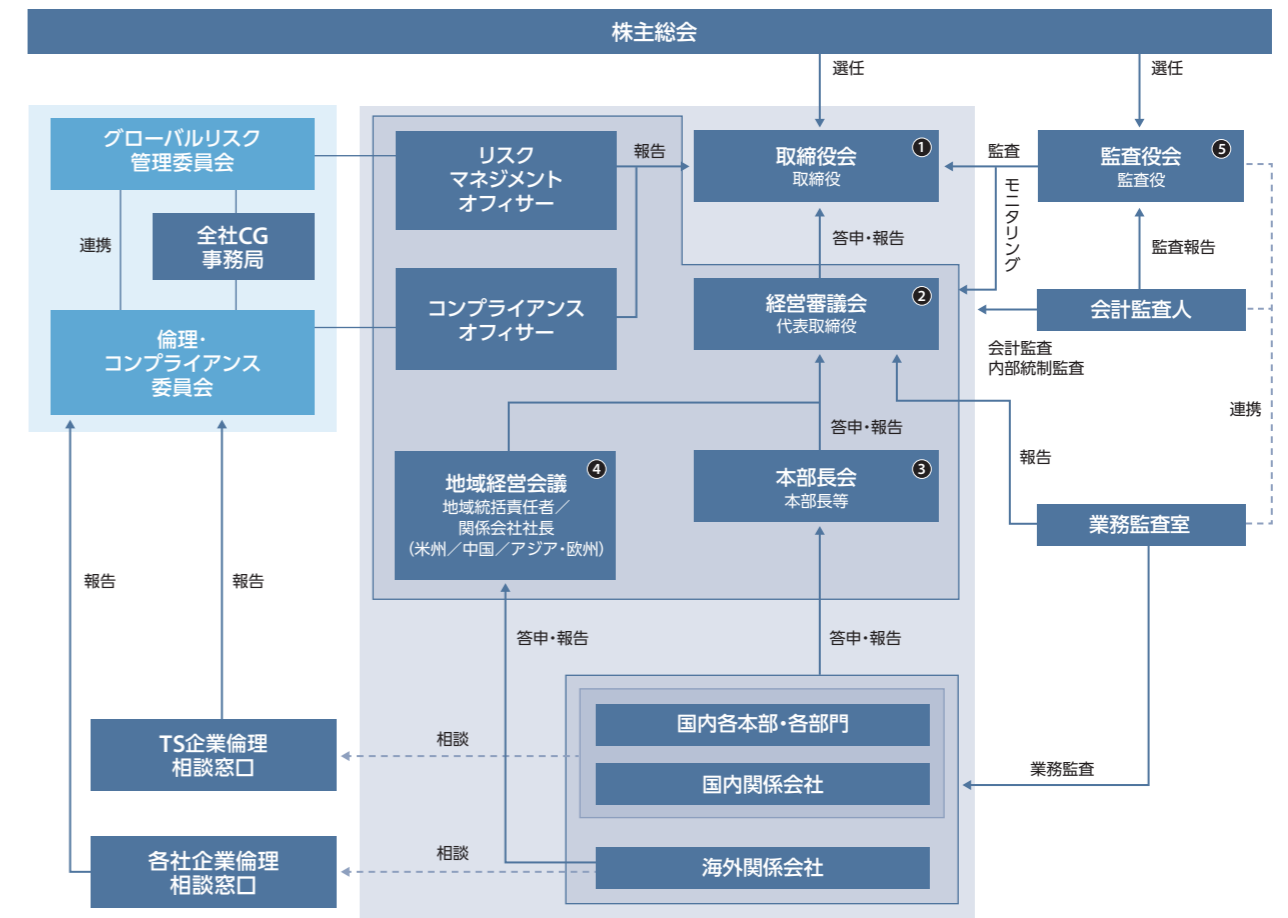 株主総会
選任
選任
グローバルリスク
管理委員会
連携
全社CG
事務局
倫理・
コンプライアンス
委員会
リスク
マネジメント
オフィサー
報告
コンプライアンス
オフィサー
取締役会 ❶
取締役
答申・報告
経営審議会 ❷
代表取締役
監査
モニタリング
監査役会 ❺
監査役
監査報告
会計監査人
会計監査
内部統制監査
連携
答申・報告
報告
地域経営会議 ❹
地域統括責任者／
関係会社社長
（米州／中国／アジア・欧州）
本部長会 ❸
本部長等
業務監査室
報告
報告
答申・報告
答申・報告
国内各本部・各部門
国内関係会社
海外関係会社
業務監査
相談
TS企業倫理
相談窓口
相談
各社企業倫理
相談窓口